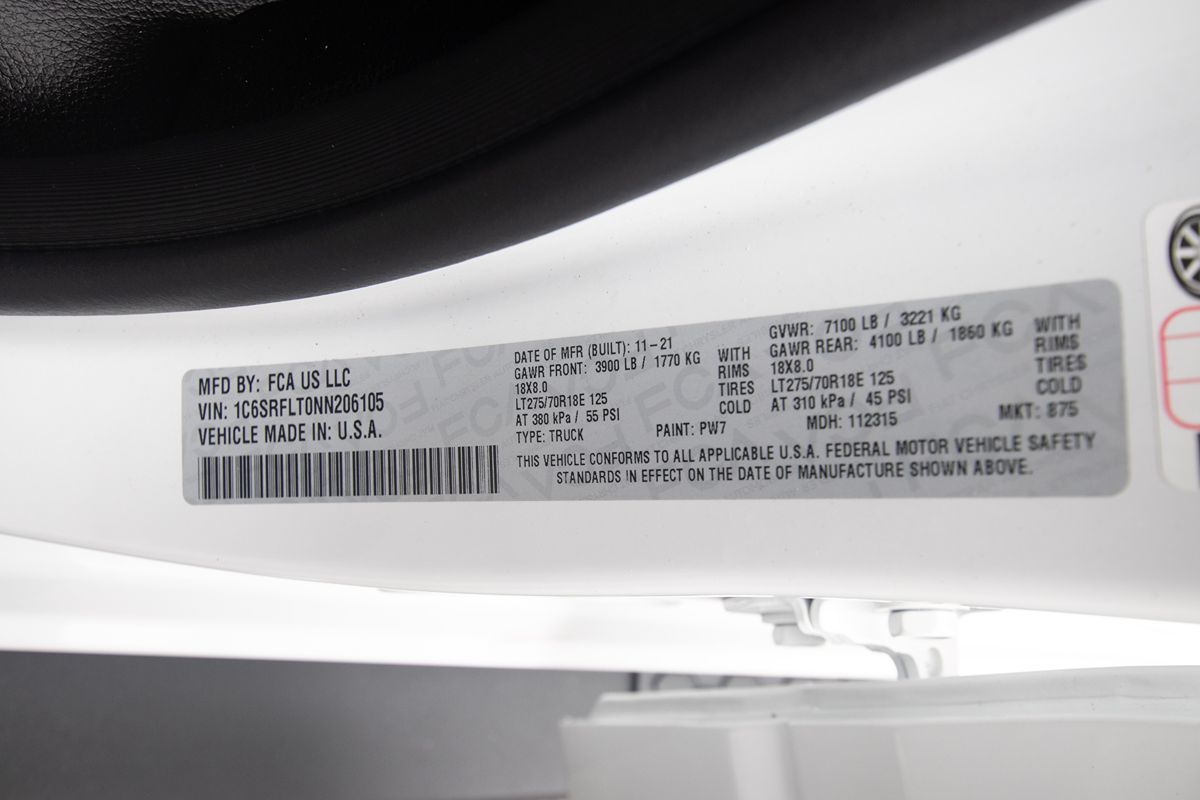 MFD BY: FCA US LLC
VIN: 1C6SRFLT0NN206105
VEHICLE MADE IN: U.S.A.
DATE OF MFR (BUILT): 11-21
GAWR FRONT: 3900 LB / 1770 KG WITH
18X8.0 RIMS
LT275/70R18E 125 TIRES
AT 380 kPa / 55 PSI COLD
TYPE: TRUCK PAINT: PW7
GVWR: 7100 LB / 3221 KG
GAWR REAR: 4100 LB / 1860 KG WITH
18X8.0 RIMS
LT275/70R18E 125 TIRES
AT 310 kPa / 45 PSI COLD
MDH: 112315 MKT: 875
THIS VEHICLE CONFORMS TO ALL APPLICABLE U.S.A. FEDERAL MOTOR VEHICLE SAFETY
STANDARDS IN EFFECT ON THE DATE OF MANUFACTURE SHOWN ABOVE.